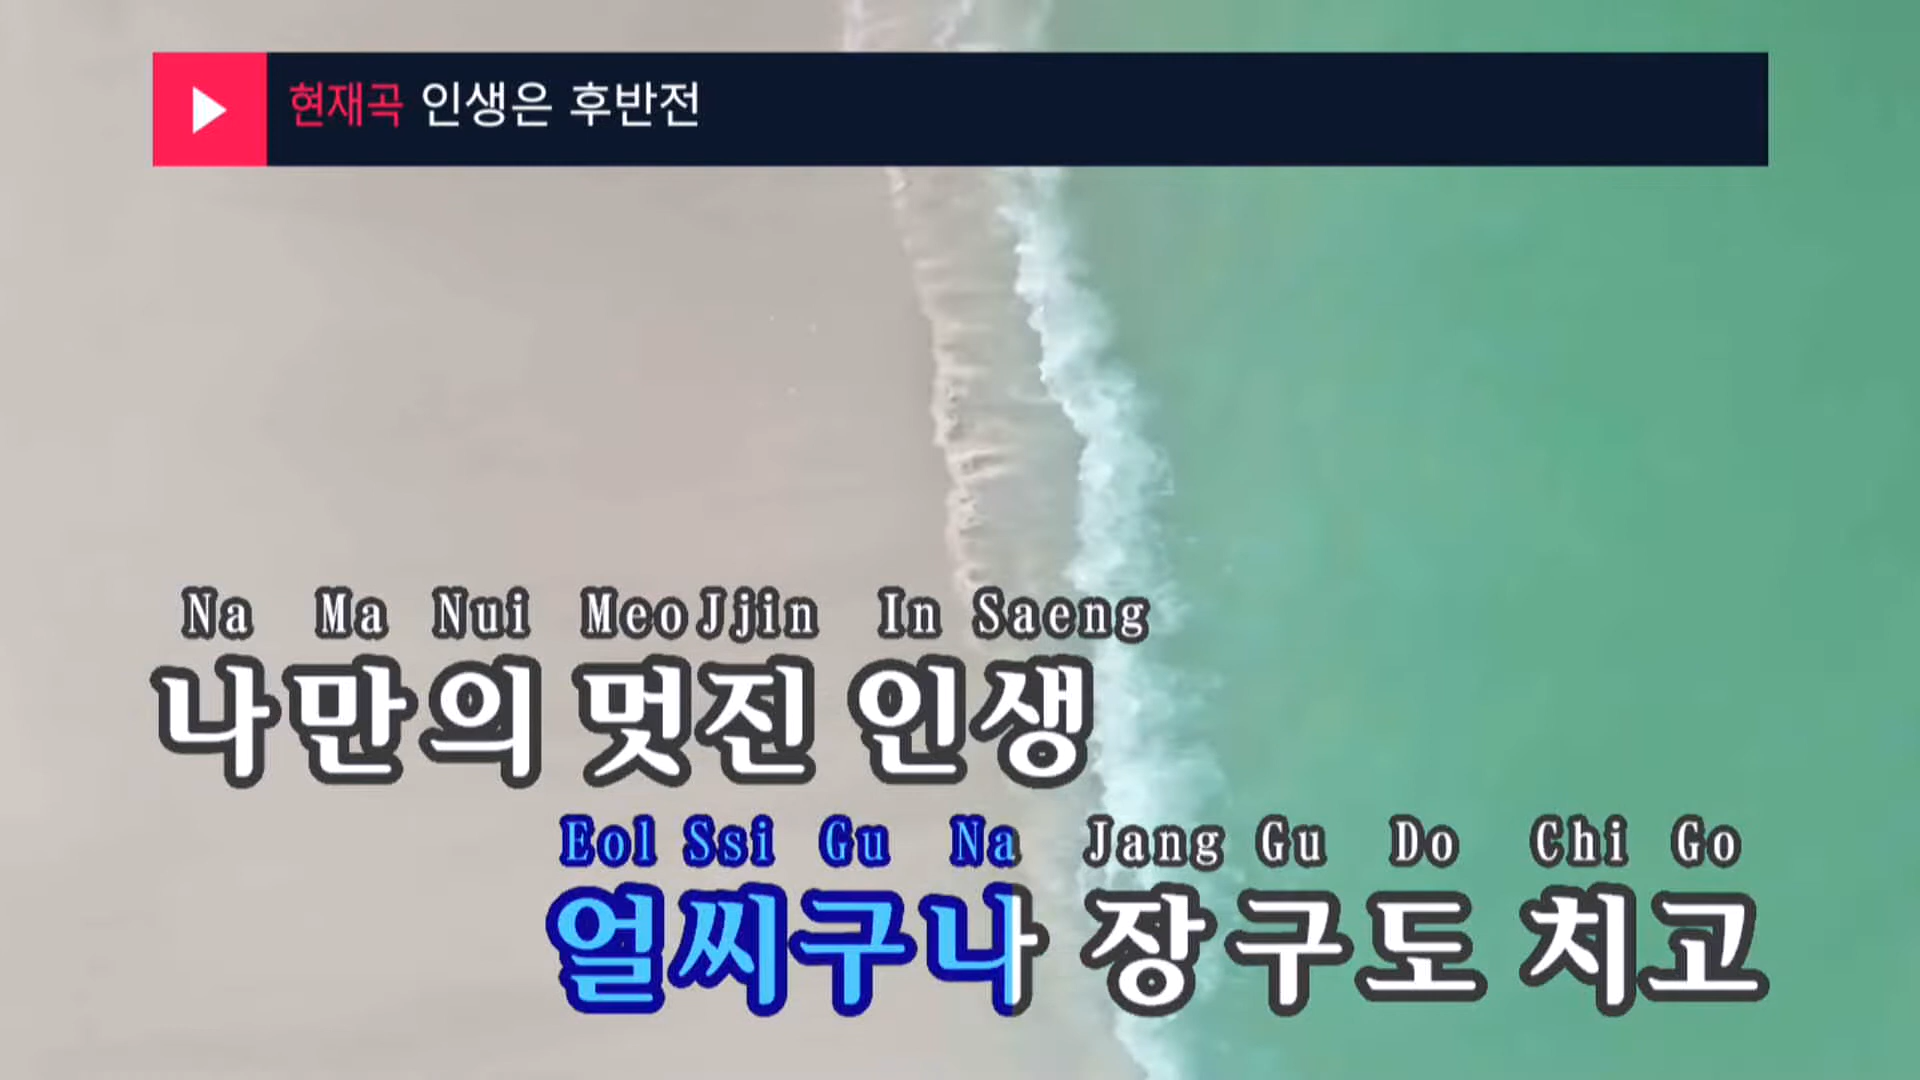 현재곡 인생은 후반전
Na Ma Nui MeoJjin In Saeng
나만의 멋진 인생
Eol Ssi Gu Na Jang Gu Do Chi Go
얼씨구나 장구도 치고